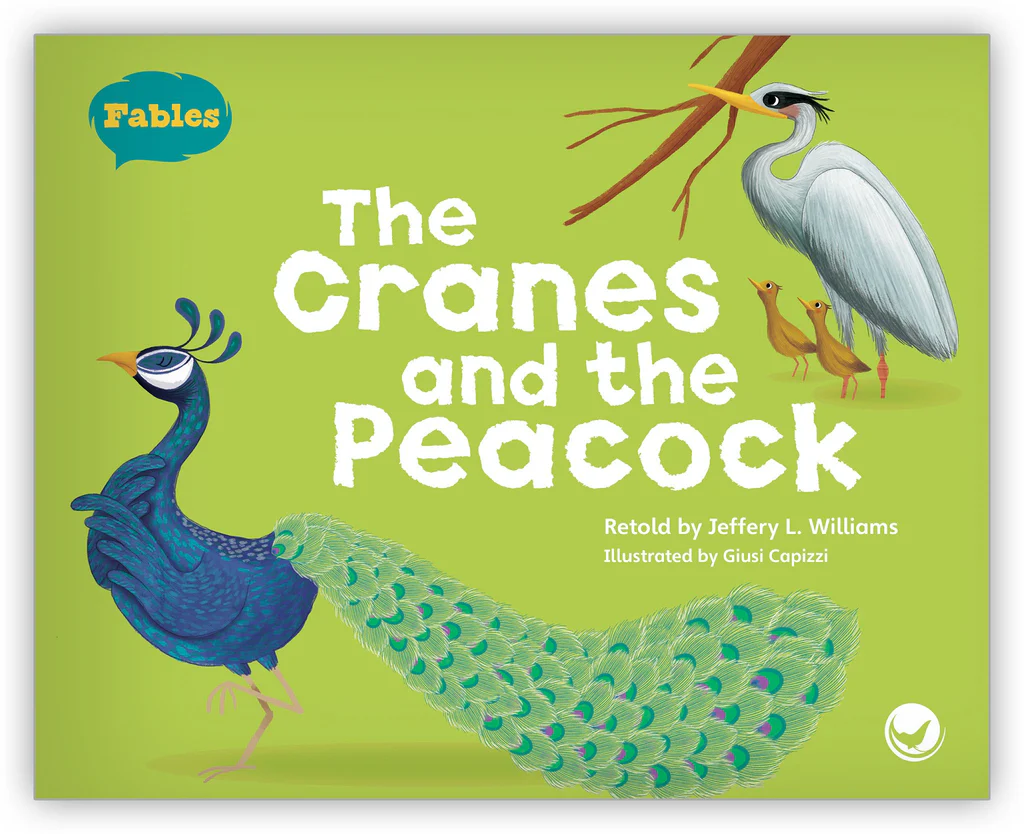 Fables
The
Cranes
and the
Peacock
Retold by Jeffery L. Williams
Illustrated by Giusi Capizzi